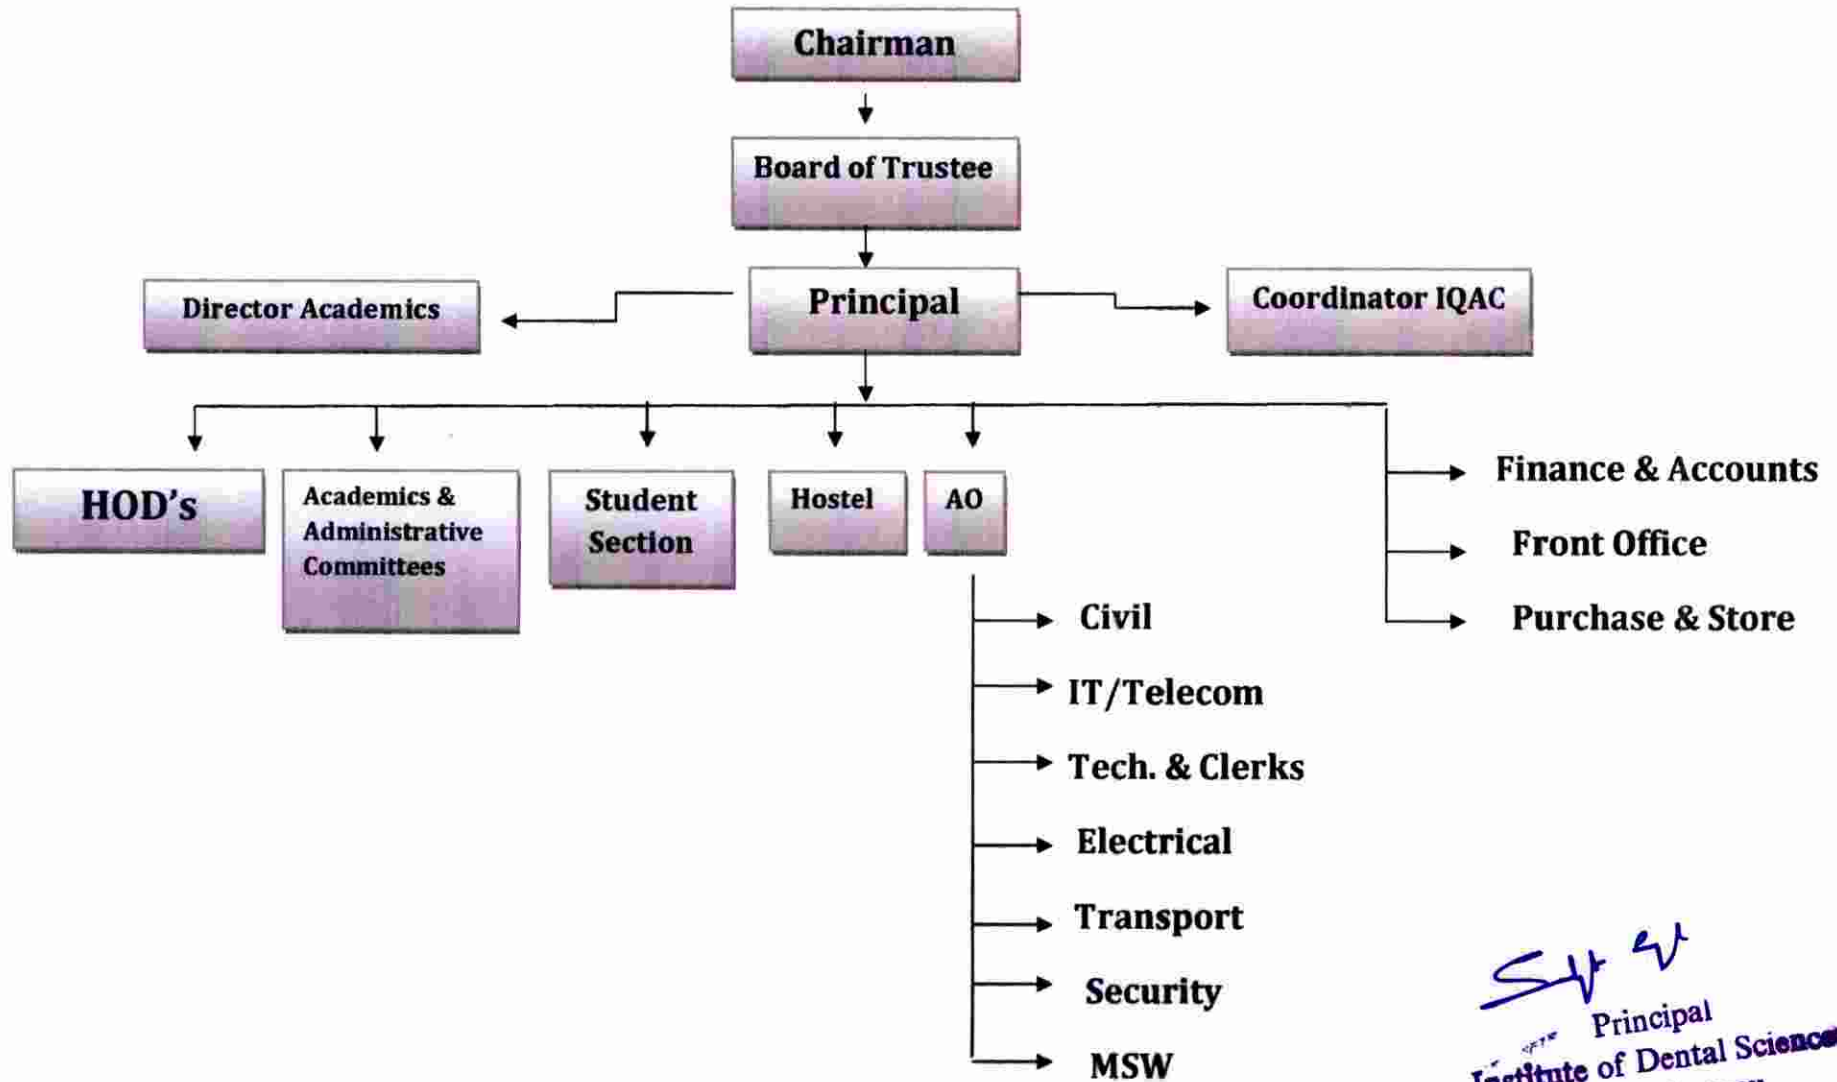 Chairman
Board of Trustee
Director Academics
Principal
Coordinator IQAC
HOD's
Academics &
Administrative
Committees
Student
Section
Hostel
AO
Finance & Accounts
Front Office
Purchase & Store
Civil
IT/Telecom
Tech. & Clerks
Electrical
Transport
Security
MSW
Principal
Institute of Dental Sciences